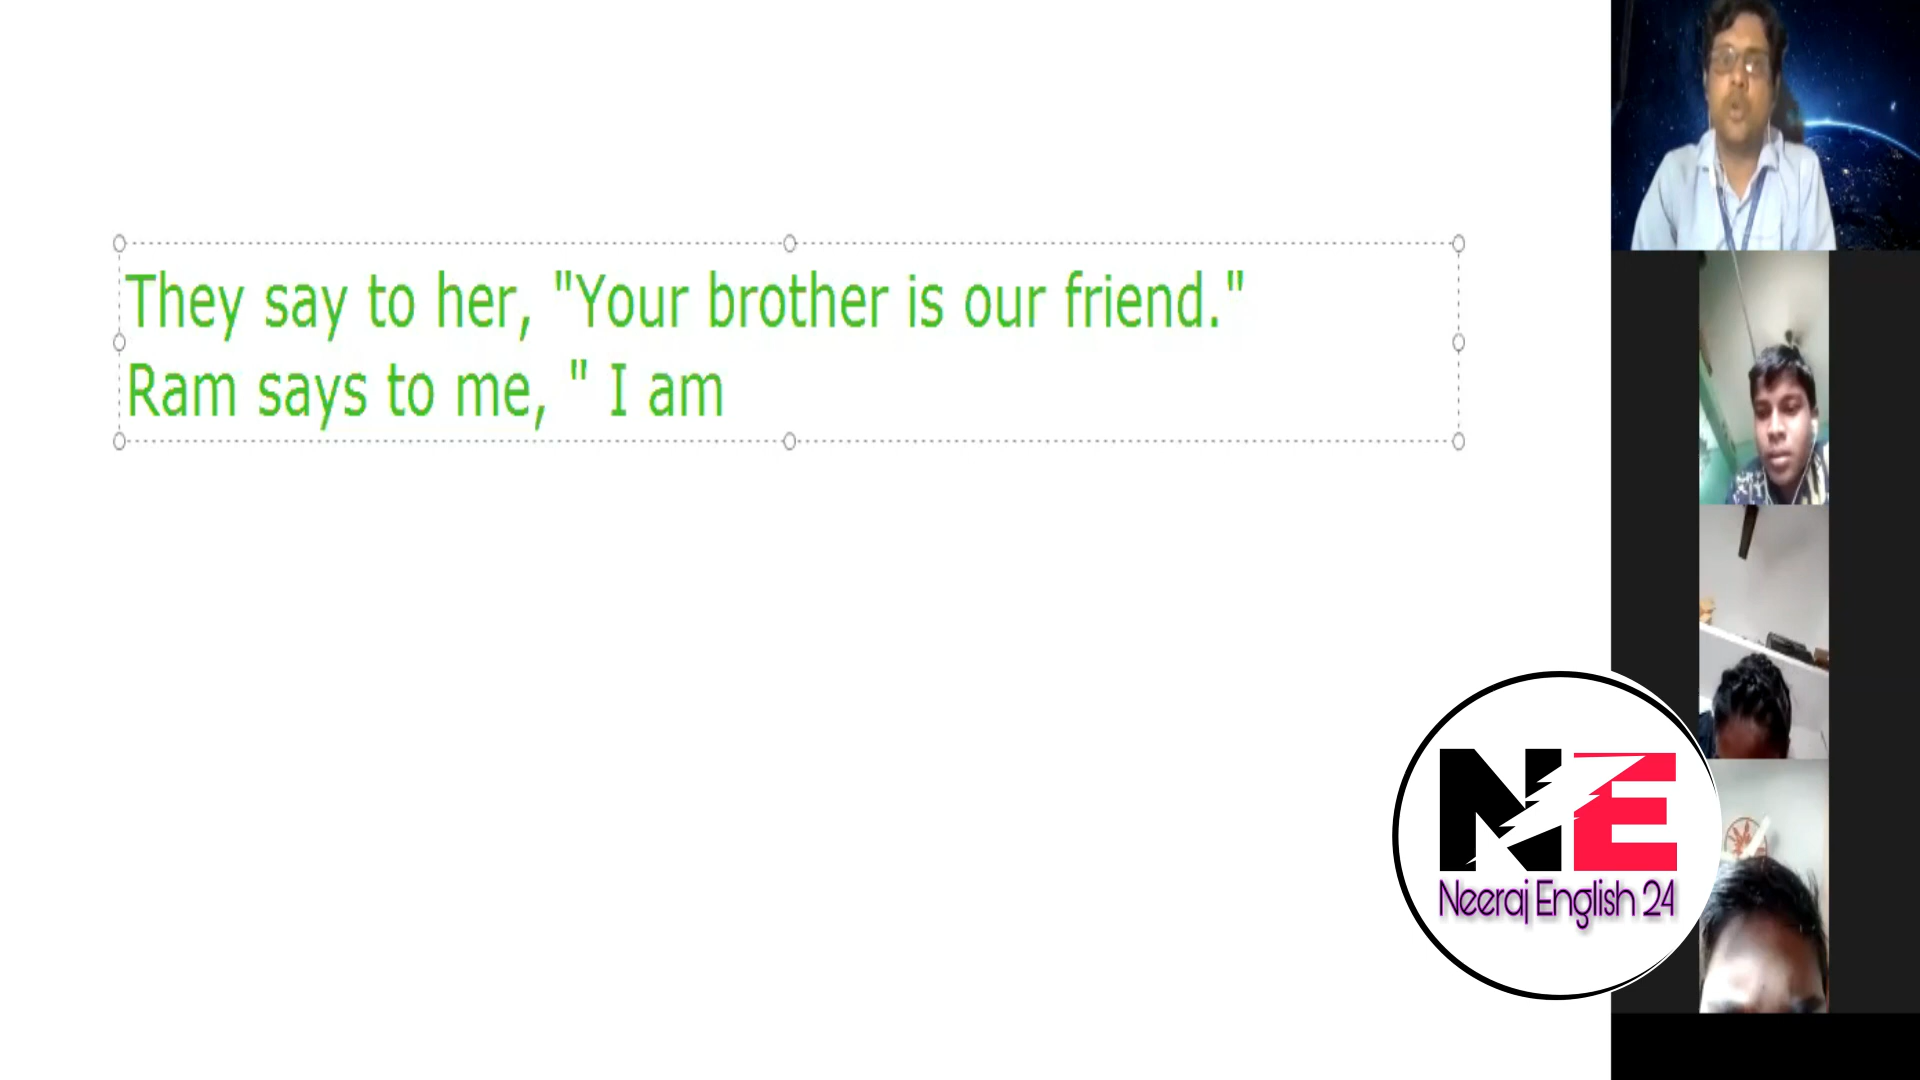 They say to her, "Your brother is our friend."
Ram says to me, " I am
NE
Neeraj English 24